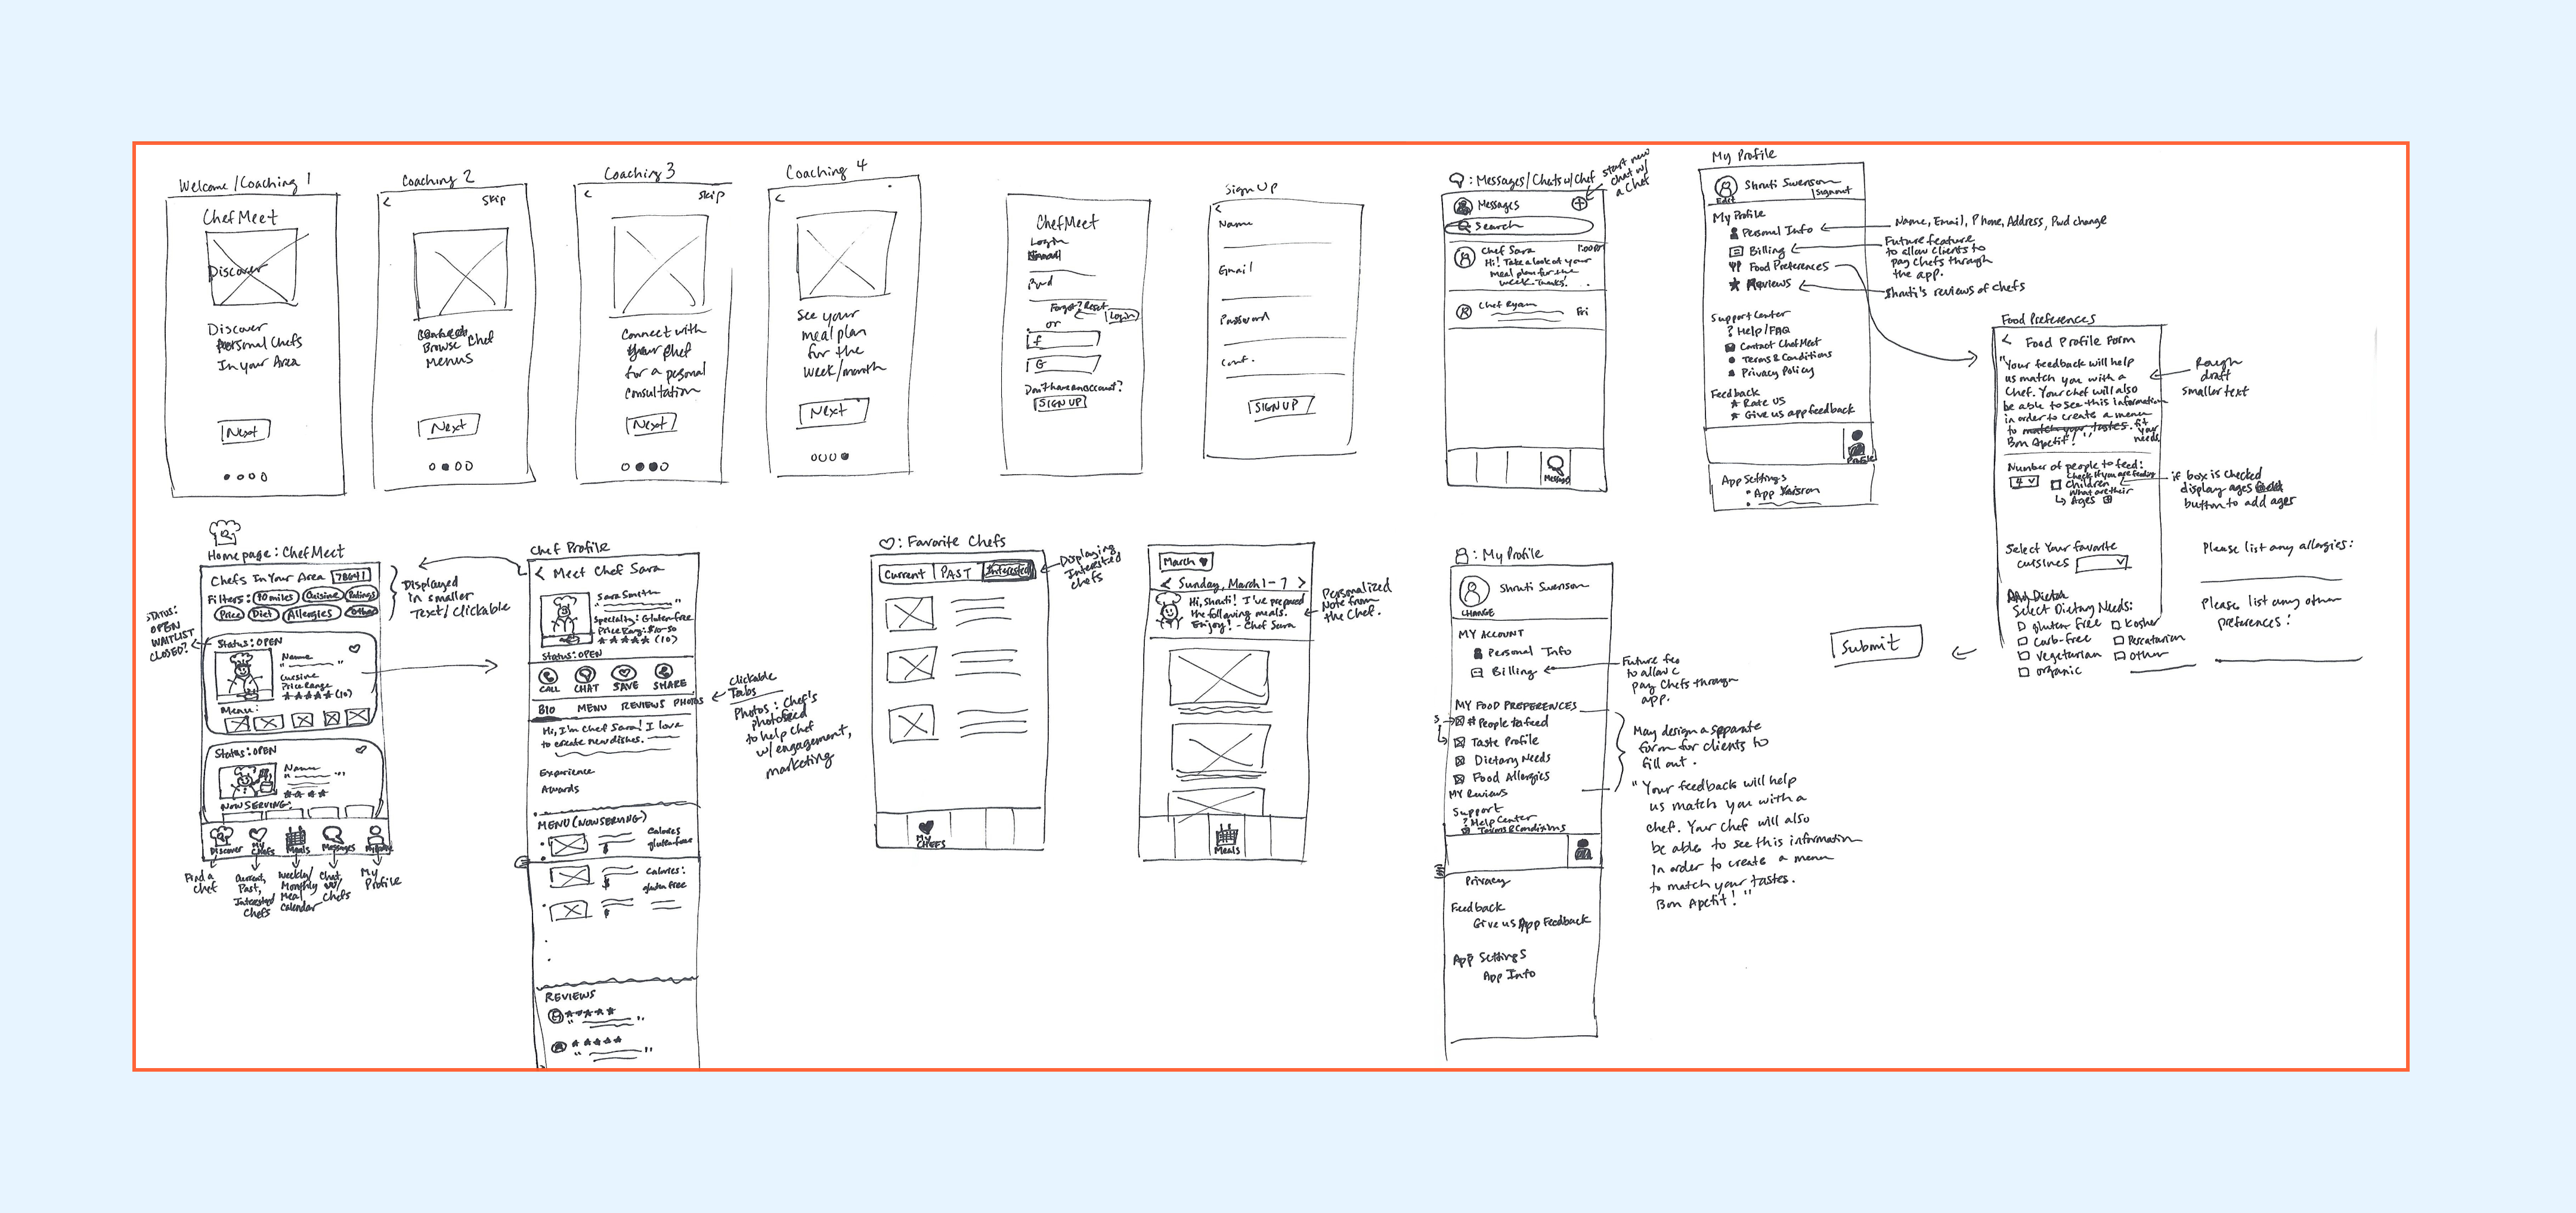 Welcome/Coaching 1
ChefMeet
Discover
Discover
Personal Chefs
In your Area
Next
Coaching 2
<
Skip
Browse Chef
Menus
Next
Coaching 3
<
Skip
Connect with
your chef
for a pesonal
consultation
Next
Coaching 4
<
See your
meal plan
for the
week/month
Next
ChefMeet
Login
Email
Pwd
Forgot? Reset
Login
or
f
G
Don't have an account?
SIGN UP
Sign Up
<
Name
Email
Password
Conf.
SIGN UP
: Messages/Chats w/Chef
start new
chat w/
a chef
Messages
Search
Chef Sara
1:00pm
Hi! Take a look at your
meal plan for the
week. Thanks!
Chef Ryan
Fri
Messages
My Profile
Shruti Swenson
Edit
Signout
My Profile
Personal Info
Billing
Food Preferences
Reviews
Support Center
? Help/FAQ
Contact ChefMeet
Terms & Conditions
Privacy Policy
Feedback
Rate US
Give us app feedback
Profile
App Settings
App Version
Name, Email, Phone, Address, Pwd change
Future feature
to allow clients to
pay chefs through
the app.
Shruti's reviews of chefs
Food Preferences
< Food Profile Form
"Your feedback will help
us match you with a
Chef. Your chef will also
be able to see this information
in order to create a menu
to match your tastes. fit
your
needs
Bon Apetit!"
Rough
draft
smaller text
Number of people to feed:
4
Check if you are feeding
Children
What are their
Ages
if box is checked
display ages
button to add ages
Select Your favorite
cuisines
Select Dietary Needs:
gluten free
Kosher
Carb-free
Pescatarian
vegetarian
other
organic
Please list any allergies:
Please list any other
preferences:
Submit
Homepage: ChefMeet
Chefs In Your Area
78641
Filters:
10 miles
Cuisine
Ratings
Price
Diet
Allergies
Other
Displayed
in smaller
Text/clickable
STATUS:
OPEN
WAITLIST
CLOSED?
Status: OPEN
Name
Cuisine
Price Range
(10)
Menu:
Status: OPEN
Name
NOW SERVING:
Discover
My
Chefs
Meals
Messages
My Profile
Find a
chef
Current,
Past,
Interested
Chefs
Weekly/
Monthly
Meal
Calendar
Chat
w/
Chefs
My
Profile
Chef Profile
< Meet Chef Sara
Sara Smith
Specialty: Gluten-free
Price Rang: $10-50
(10)
Status: OPEN
CALL
CHAT
SAVE
SHARE
BIO
MENU
REVIEWS
PHOTOS
Hi, I'm Chef Sara! I love
to create new dishes.
Experience
Awards
MENU (NOW SERVING)
Calories
gluten-free
$
Calories:
gluten free
$
REVIEWS
clickable
Tabs
Photos: Chef's
photofeed
to help chef
w/ engagement,
marketing
: Favorite Chefs
Current
PAST
Interested
Displaying
Interested
chefs
MY
CHEFS
March
< Sunday, March 1-7 >
Hi, Shruti! I've prepared
the following meals.
Enjoy! - Chef Sara
Personalized
Note from
the Chef.
Meals
: My Profile
Shruti Swenson
CHANGE
MY ACCOUNT
Personal Info
Billing
MY FOOD PREFERENCES
# People to feed
Taste Profile
Dietary Needs
Food Allergies
MY Reviews
Support
? Help Center
Terms & Conditions
Privacy
Feedback
Give us App Feedback
App Settings
App Info
Future fea
to allow c
pay chefs through
app.
May design a separate
form for clients to
fill out.
"Your feedback will help
us match you with a
chef. Your chef will also
be able to see this information
In order to create a menu
to match your tastes.
Bon Apetit!"